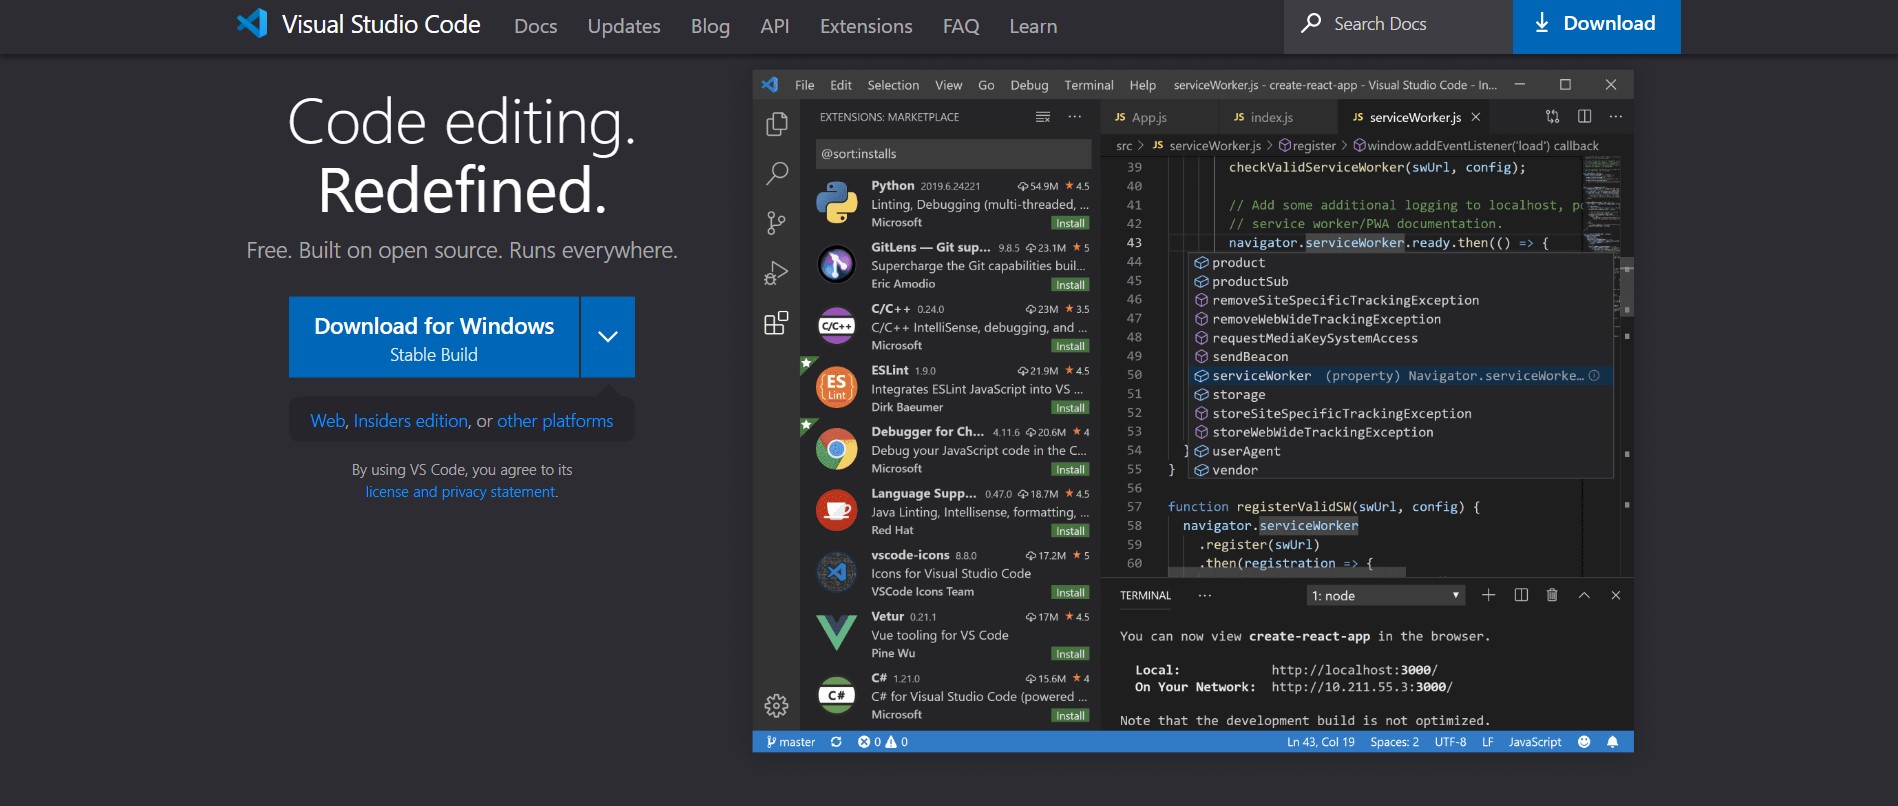 Visual Studio Code Docs Updates Blog API Extensions FAQ Learn Search Docs Download
Code editing.
Redefined.
Free. Built on open source. Runs everywhere.
Download for Windows
Stable Build
Web, Insiders edition, or other platforms
By using VS Code, you agree to its
license and privacy statement.
File Edit Selection View Go Debug Terminal Help serviceWorker.js - create-react-app - Visual Studio Code - In...
EXTENSIONS: MARKETPLACE
@sort:installs
Python 2019.6.24221 54.9M ★ 4.5
Linting, Debugging (multi-threaded, ...
Microsoft Install
GitLens — Git sup... 9.8.5 23.1M ★ 5
Supercharge the Git capabilities buil...
Eric Amodio Install
C/C++
C/C++ 0.24.0 23M ★ 3.5
C/C++ IntelliSense, debugging, and ...
Microsoft Install
ES
Lint
ESLint 1.9.0 21.9M ★ 4.5
Integrates ESLint JavaScript into VS ...
Dirk Baeumer Install
Debugger for Ch... 4.11.6 20.6M ★ 4
Debug your JavaScript code in the C...
Microsoft Install
Language Supp... 0.47.0 18.7M ★ 4.5
Java Linting, Intellisense, formatting, ...
Red Hat Install
vscode-icons 8.8.0 17.2M ★ 5
Icons for Visual Studio Code
VSCode Icons Team Install
Vetur 0.21.1 17M ★ 4.5
Vue tooling for VS Code
Pine Wu Install
C#
C# 1.21.0 15.6M ★ 4
C# for Visual Studio Code (powered ...
Microsoft Install
JS App.js JS index.js JS serviceWorker.js
src > JS serviceWorker.js > register > window.addEventListener('load') callback
39 checkValidServiceWorker(swUrl, config);
40
41 // Add some additional logging to localhost, p
42 // service worker/PWA documentation.
43 navigator.serviceWorker.ready.then(() => {
44 product
45 productSub
46 removeSiteSpecificTrackingException
47 removeWebWideTrackingException
48 requestMediaKeySystemAccess
49 sendBeacon
50 serviceWorker (property) Navigator.serviceWorke...
51 storage
52 storeSiteSpecificTrackingException
53 storeWebWideTrackingException
54 } userAgent
55 } vendor
56
57 function registerValidSW(swUrl, config) {
58 navigator.serviceWorker
59 .register(swUrl)
60 .then(registration => {
TERMINAL ... 1: node
You can now view create-react-app in the browser.
Local: http://localhost:3000/
On Your Network: http://10.211.55.3:3000/
Note that the development build is not optimized.
master 0 0 Ln 43, Col 19 Spaces: 2 UTF-8 LF JavaScript